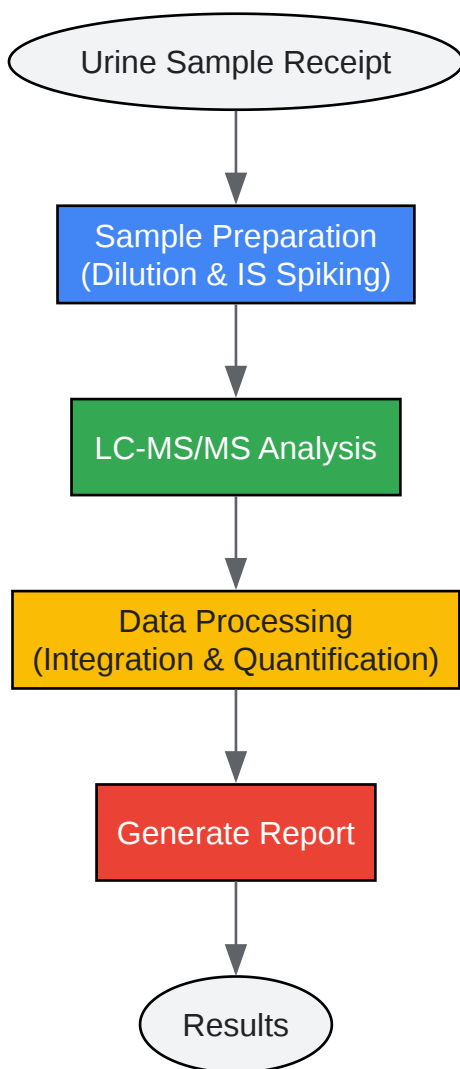 Urine Sample Receipt
Sample Preparation
(Dilution & IS Spiking)
LC-MS/MS Analysis
Data Processing
(Integration & Quantification)
Generate Report
Results